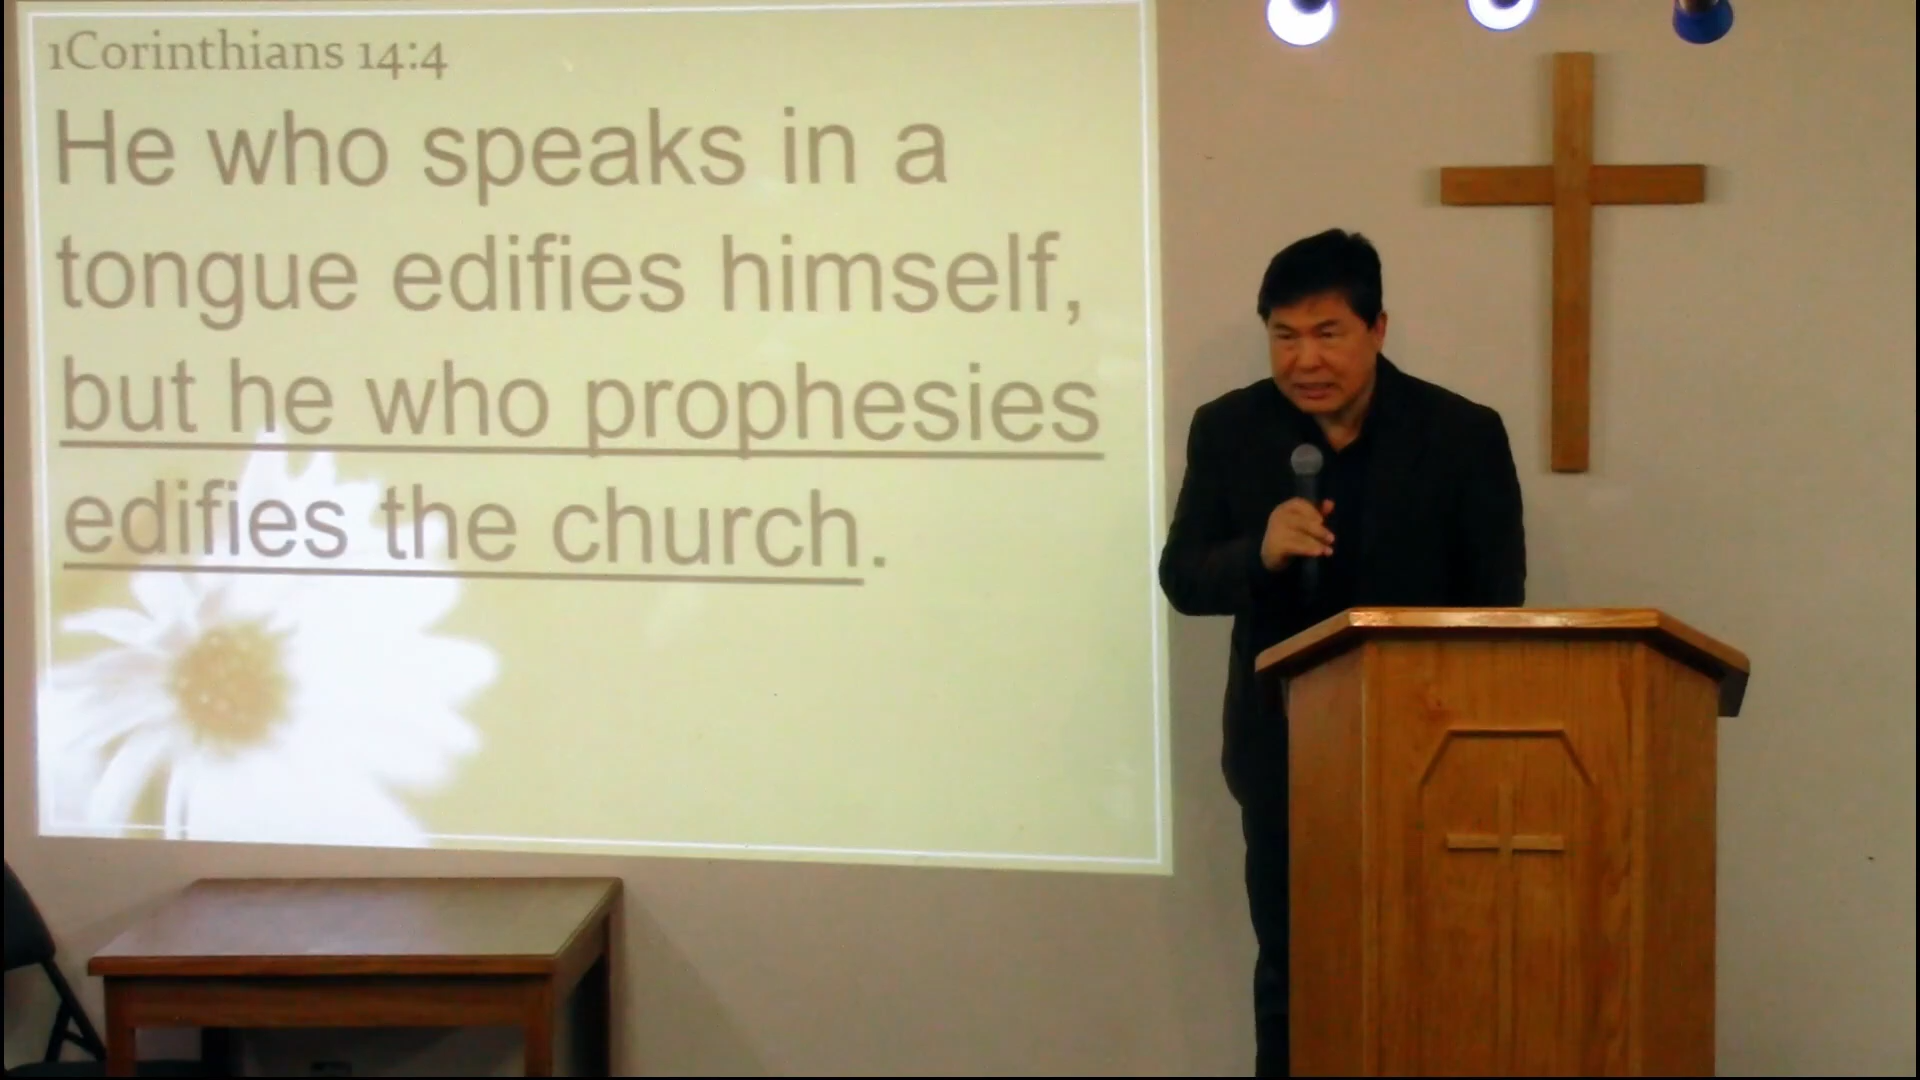 1Corinthians 14:4
He who speaks in a
tongue edifies himself,
but he who prophesies
edifies the church.